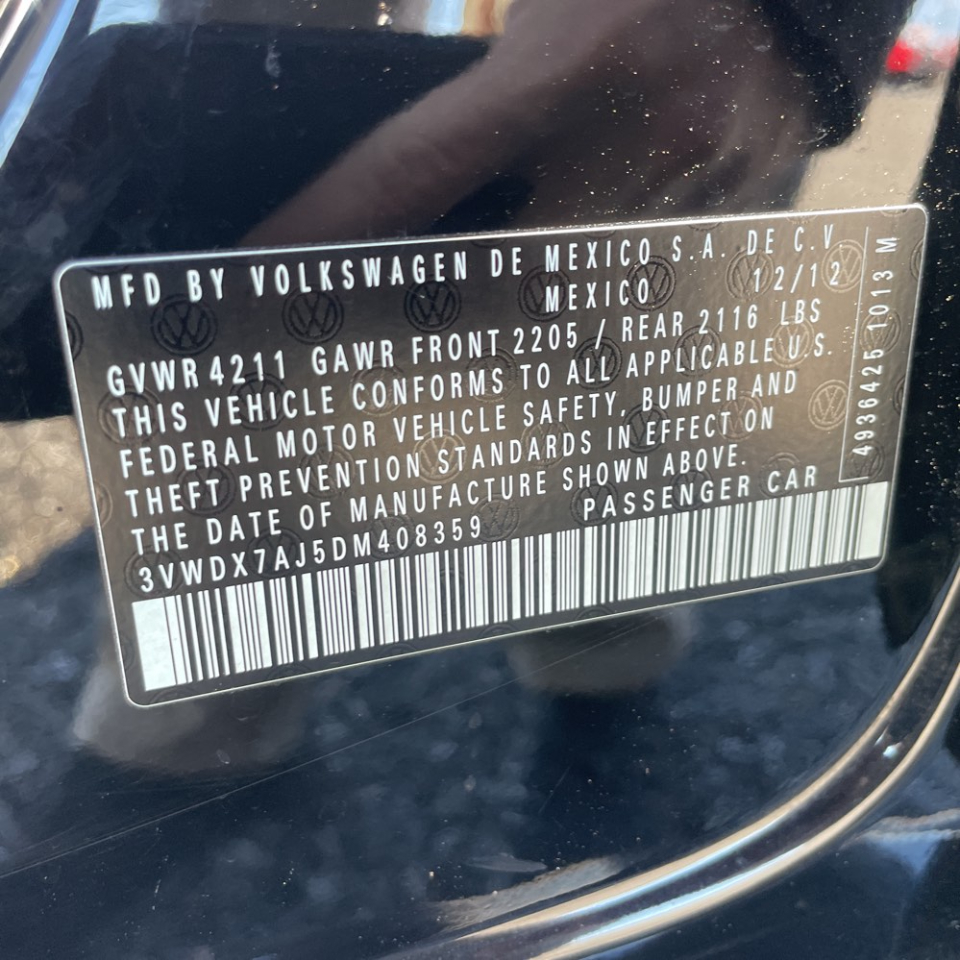 MFD BY VOLKSWAGEN DE MEXICO S.A. DE C.V
MEXICO 12/12
GVWR 4211 GAWR FRONT 2205 / REAR 2116 LBS
THIS VEHICLE CONFORMS TO ALL APPLICABLE U.S.
FEDERAL MOTOR VEHICLE SAFETY, BUMPER AND
THEFT PREVENTION STANDARDS IN EFFECT ON
THE DATE OF MANUFACTURE SHOWN ABOVE.
3VWDX7AJ5DM408359 PASSENGER CAR
4936425 1013 M